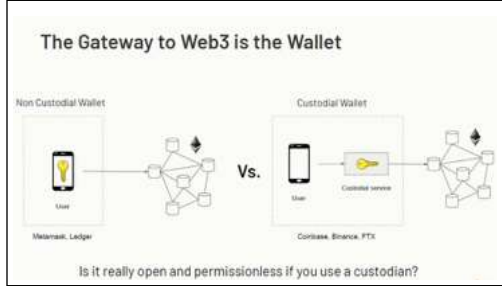 The Gateway to Web3 is the Wallet
Non Custodial Wallet
User
Metamask, Ledger
Vs.
Custodial Wallet
User
Custodial service
Coinbase, Binance, FTX
Is it really open and permissionless if you use a custodian?